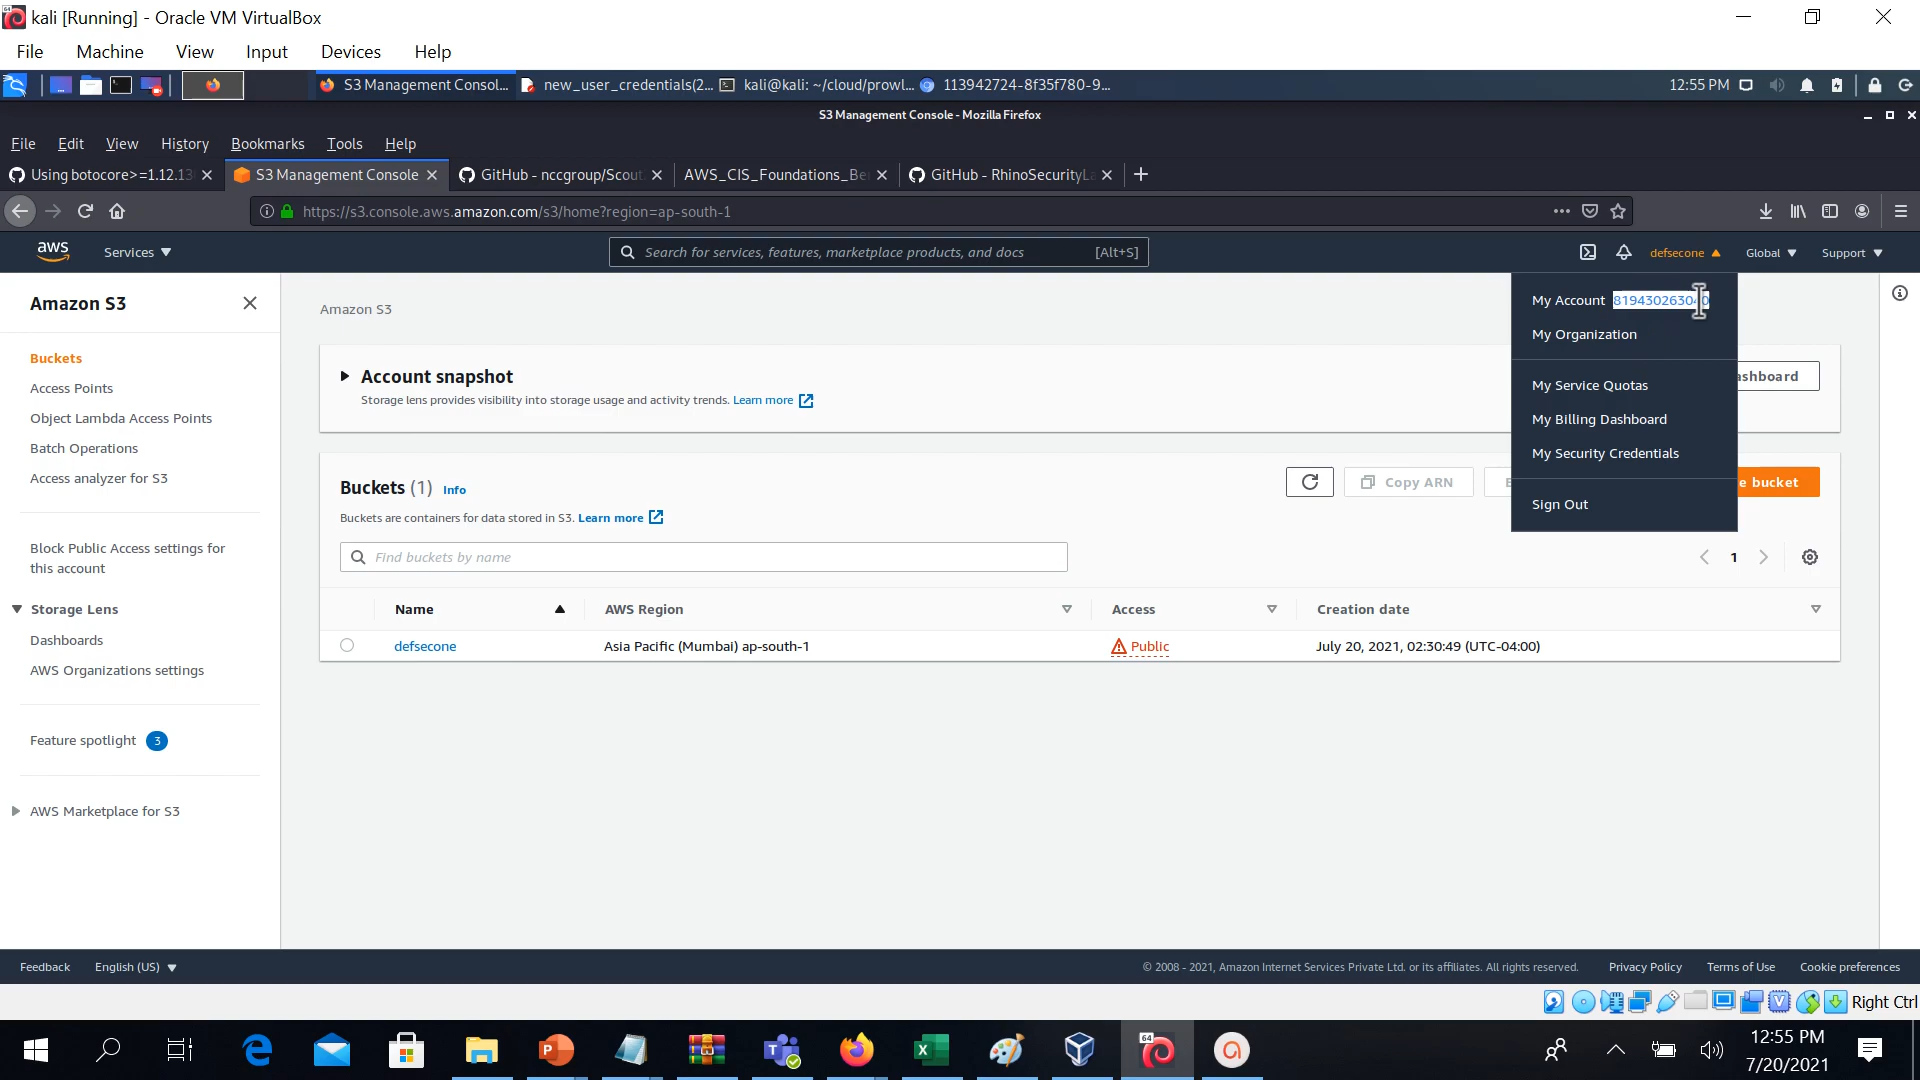 kali [Running] - Oracle VM VirtualBox
File Machine View Input Devices Help
S3 Management Consol... new_user_credentials(2... kali@kali: ~/cloud/prowl... 113942724-8f35f780-9... 12:55 PM
S3 Management Console - Mozilla Firefox
File Edit View History Bookmarks Tools Help
Using botocore>=1.12.13 S3 Management Console GitHub - nccgroup/Scout AWS_CIS_Foundations_Be GitHub - RhinoSecurityLa
https://s3.console.aws.amazon.com/s3/home?region=ap-south-1
aws Services Search for services, features, marketplace products, and docs [Alt+S] defsecone Global Support
Amazon S3
Buckets
Access Points
Object Lambda Access Points
Batch Operations
Access analyzer for S3
Block Public Access settings for
this account
Storage Lens
Dashboards
AWS Organizations settings
Feature spotlight 3
AWS Marketplace for S3
Amazon S3
Account snapshot
Storage lens provides visibility into storage usage and activity trends. Learn more
ashboard
My Account
My Organization
My Service Quotas
My Billing Dashboard
My Security Credentials
Sign Out
Buckets (1) Info
Copy ARN
e bucket
Buckets are containers for data stored in S3. Learn more
Find buckets by name
1
Name AWS Region Access Creation date
defsecone Asia Pacific (Mumbai) ap-south-1 Public July 20, 2021, 02:30:49 (UTC-04:00)
Feedback English (US) © 2008 - 2021, Amazon Internet Services Private Ltd. or its affiliates. All rights reserved. Privacy Policy Terms of Use Cookie preferences
Right Ctrl
12:55 PM
7/20/2021